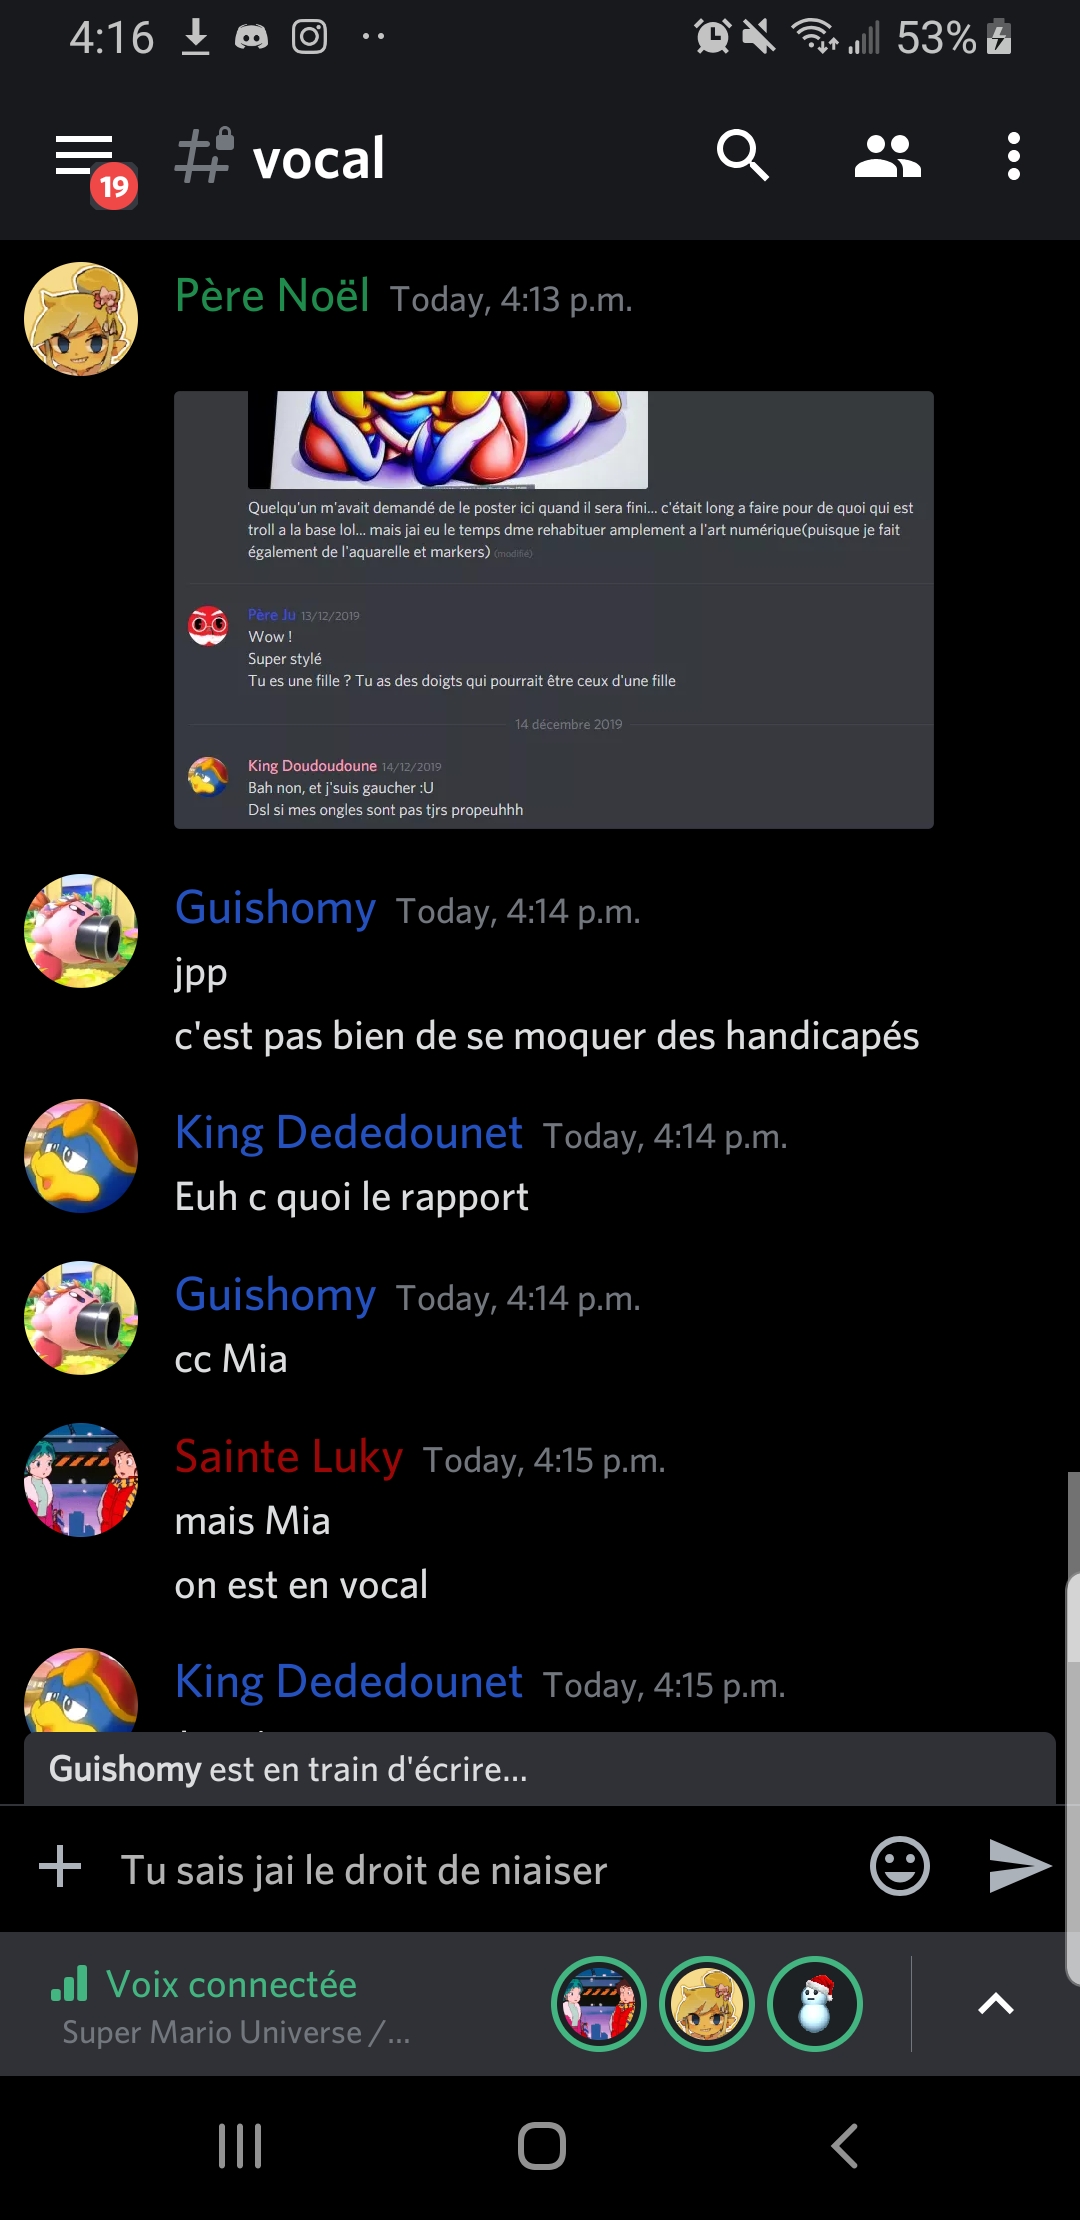 4:16
53%
19
vocal
Père Noël Today, 4:13 p.m.
Quelqu'un m'avait demandé de le poster ici quand il sera fini... c'était long a faire pour de quoi qui est
troll a la base lol... mais jai eu le temps dme rehabituer amplement a l'art numérique(puisque je fait
également de l'aquarelle et markers) (modifié)
Père Ju 13/12/2019
Wow !
Super stylé
Tu es une fille ? Tu as des doigts qui pourrait être ceux d'une fille
14 décembre 2019
King Doudoudoune 14/12/2019
Bah non, et j'suis gaucher :U
Dsl si mes ongles sont pas tjrs propeuhhh
Guishomy Today, 4:14 p.m.
jpp
c'est pas bien de se moquer des handicapés
King Dededounet Today, 4:14 p.m.
Euh c quoi le rapport
Guishomy Today, 4:14 p.m.
cc Mia
Sainte Luky Today, 4:15 p.m.
mais Mia
on est en vocal
King Dededounet Today, 4:15 p.m.
Guishomy est en train d'écrire...
Tu sais jai le droit de niaiser
Voix connectée
Super Mario Universe /...